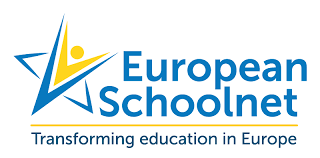 European
Schoolnet
Transforming education in Europe